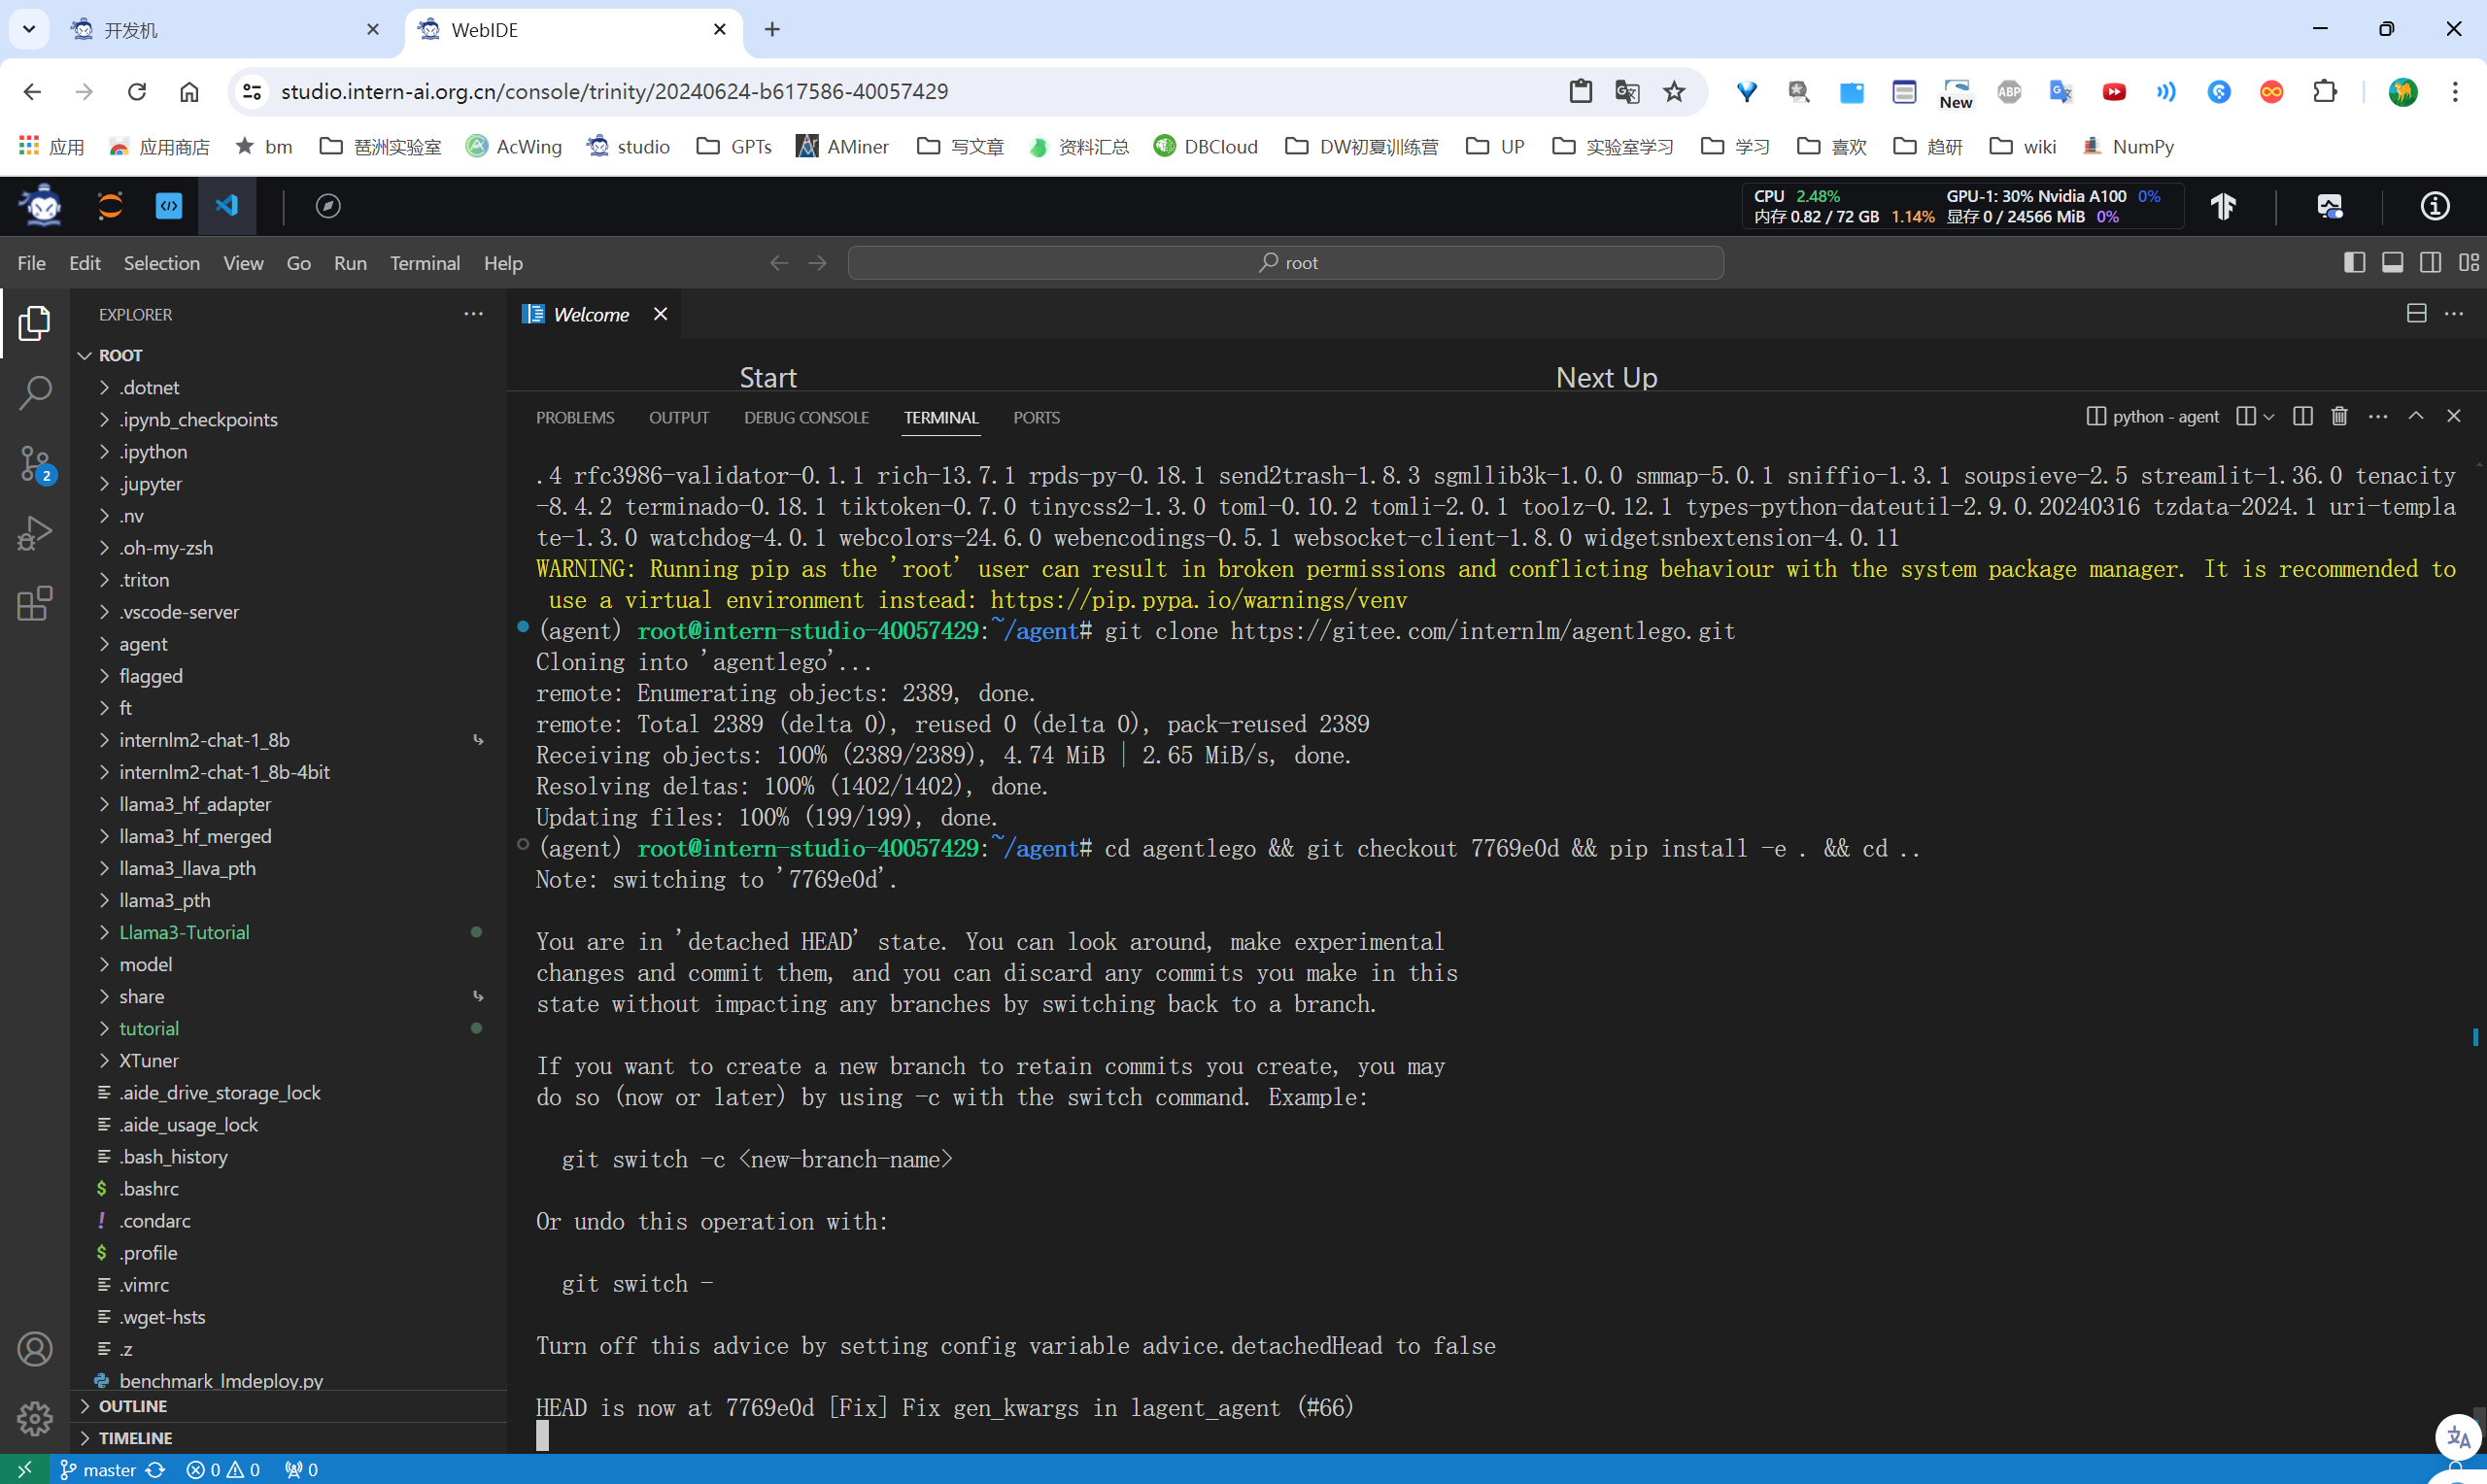 开发机
WebIDE
studio.intern-ai.org.cn/console/trinity/20240624-b617586-40057429
New
ABP
应用
应用商店
bm
琶洲实验室
AcWing
studio
GPTs
AMiner
写文章
资料汇总
DBCloud
DW初夏训练营
UP
实验室学习
学习
喜欢
趋研
wiki
NumPy
CPU 2.48%
GPU-1: 30% Nvidia A100 0%
内存 0.82 / 72 GB 1.14%
显存 0 / 24566 MiB 0%
File Edit Selection View Go Run Terminal Help
root
EXPLORER
ROOT
.dotnet
.ipynb_checkpoints
.ipython
.jupyter
.nv
.oh-my-zsh
.triton
.vscode-server
agent
flagged
ft
internlm2-chat-1_8b
internlm2-chat-1_8b-4bit
llama3_hf_adapter
llama3_hf_merged
llama3_llava_pth
llama3_pth
Llama3-Tutorial
model
share
tutorial
XTuner
.aide_drive_storage_lock
.aide_usage_lock
.bash_history
.bashrc
.condarc
.profile
.vimrc
.wget-hsts
.z
benchmark_lmdeploy.py
OUTLINE
TIMELINE
2
Welcome
Start
Next Up
PROBLEMS OUTPUT DEBUG CONSOLE TERMINAL PORTS
python - agent
.4 rfc3986-validator-0.1.1 rich-13.7.1 rpds-py-0.18.1 send2trash-1.8.3 sgmllib3k-1.0.0 smmap-5.0.1 sniffio-1.3.1 soupsieve-2.5 streamlit-1.36.0 tenacity
-8.4.2 terminado-0.18.1 tiktoken-0.7.0 tinycss2-1.3.0 toml-0.10.2 tomli-2.0.1 toolz-0.12.1 types-python-dateutil-2.9.0.20240316 tzdata-2024.1 uri-templa
te-1.3.0 watchdog-4.0.1 webcolors-24.6.0 webencodings-0.5.1 websocket-client-1.8.0 widgetsnbextension-4.0.11
WARNING: Running pip as the 'root' user can result in broken permissions and conflicting behaviour with the system package manager. It is recommended to
use a virtual environment instead: https://pip.pypa.io/warnings/venv
(agent) root@intern-studio-40057429:~/agent# git clone https://gitee.com/internlm/agentlego.git
Cloning into 'agentlego'...
remote: Enumerating objects: 2389, done.
remote: Total 2389 (delta 0), reused 0 (delta 0), pack-reused 2389
Receiving objects: 100% (2389/2389), 4.74 MiB | 2.65 MiB/s, done.
Resolving deltas: 100% (1402/1402), done.
Updating files: 100% (199/199), done.
(agent) root@intern-studio-40057429:~/agent# cd agentlego && git checkout 7769e0d && pip install -e . && cd ..
Note: switching to '7769e0d'.
You are in 'detached HEAD' state. You can look around, make experimental
changes and commit them, and you can discard any commits you make in this
state without impacting any branches by switching back to a branch.
If you want to create a new branch to retain commits you create, you may
do so (now or later) by using -c with the switch command. Example:
git switch -c <new-branch-name>
Or undo this operation with:
git switch -
Turn off this advice by setting config variable advice.detachedHead to false
HEAD is now at 7769e0d [Fix] Fix gen_kwargs in lagent_agent (#66)
master
0
0
0